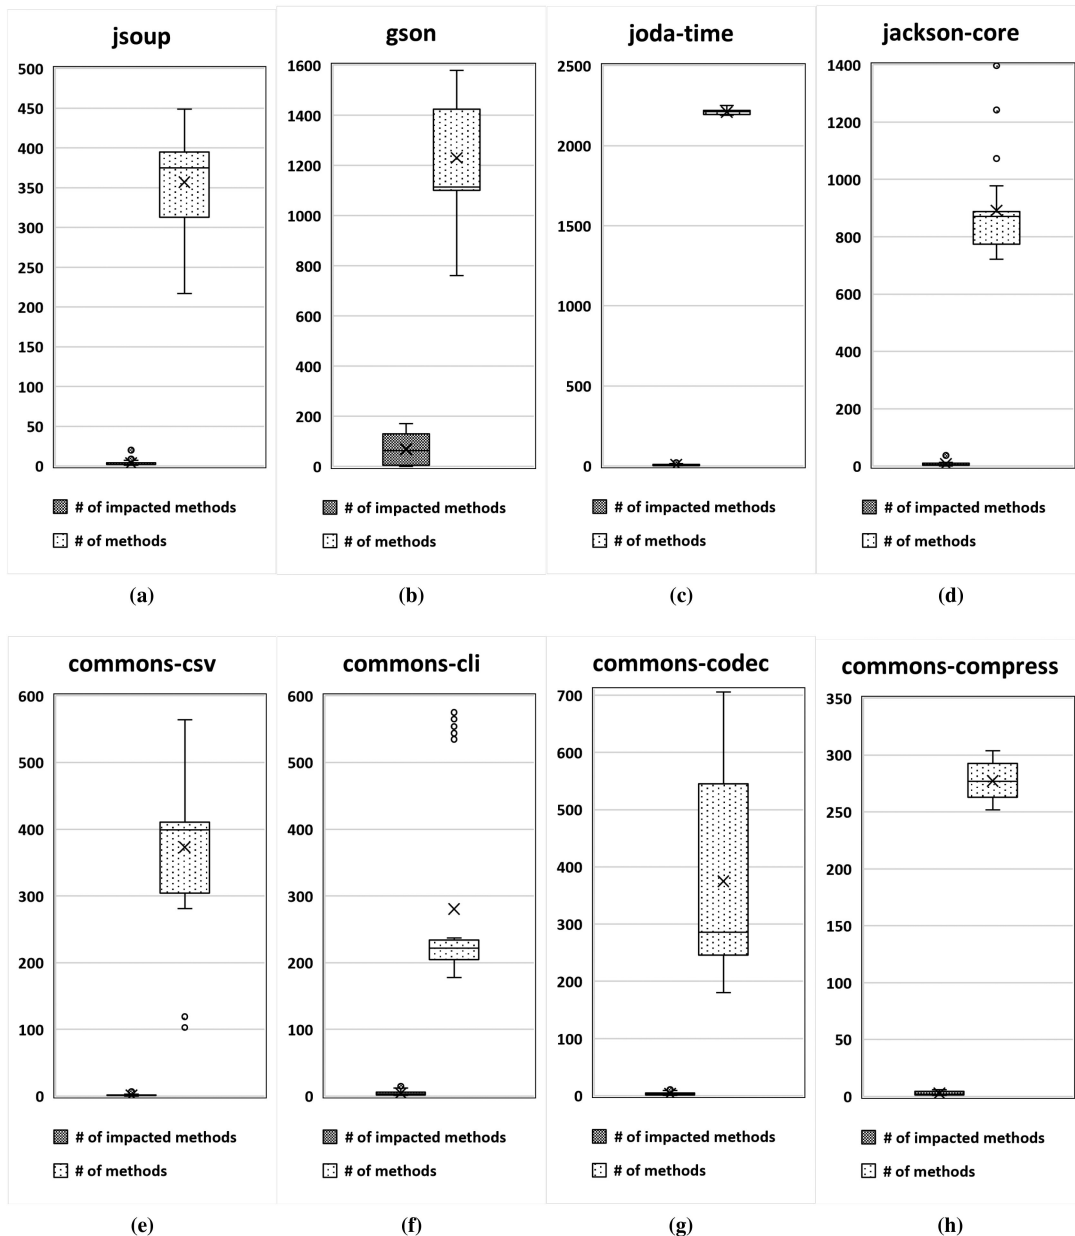 jsoup
500
450
400
350
300
250
200
150
100
50
0
# of impacted methods
# of methods
(a)
gson
1600
1400
1200
1000
800
600
400
200
0
# of impacted methods
# of methods
(b)
joda-time
2500
2000
1500
1000
500
0
# of impacted methods
# of methods
(c)
jackson-core
1400
1200
1000
800
600
400
200
0
# of impacted methods
# of methods
(d)
commons-csv
600
500
400
300
200
100
0
# of impacted methods
# of methods
(e)
commons-cli
600
500
400
300
200
100
0
# of impacted methods
# of methods
(f)
commons-codec
700
600
500
400
300
200
100
0
# of impacted methods
# of methods
(g)
commons-compress
350
300
250
200
150
100
50
0
# of impacted methods
# of methods
(h)